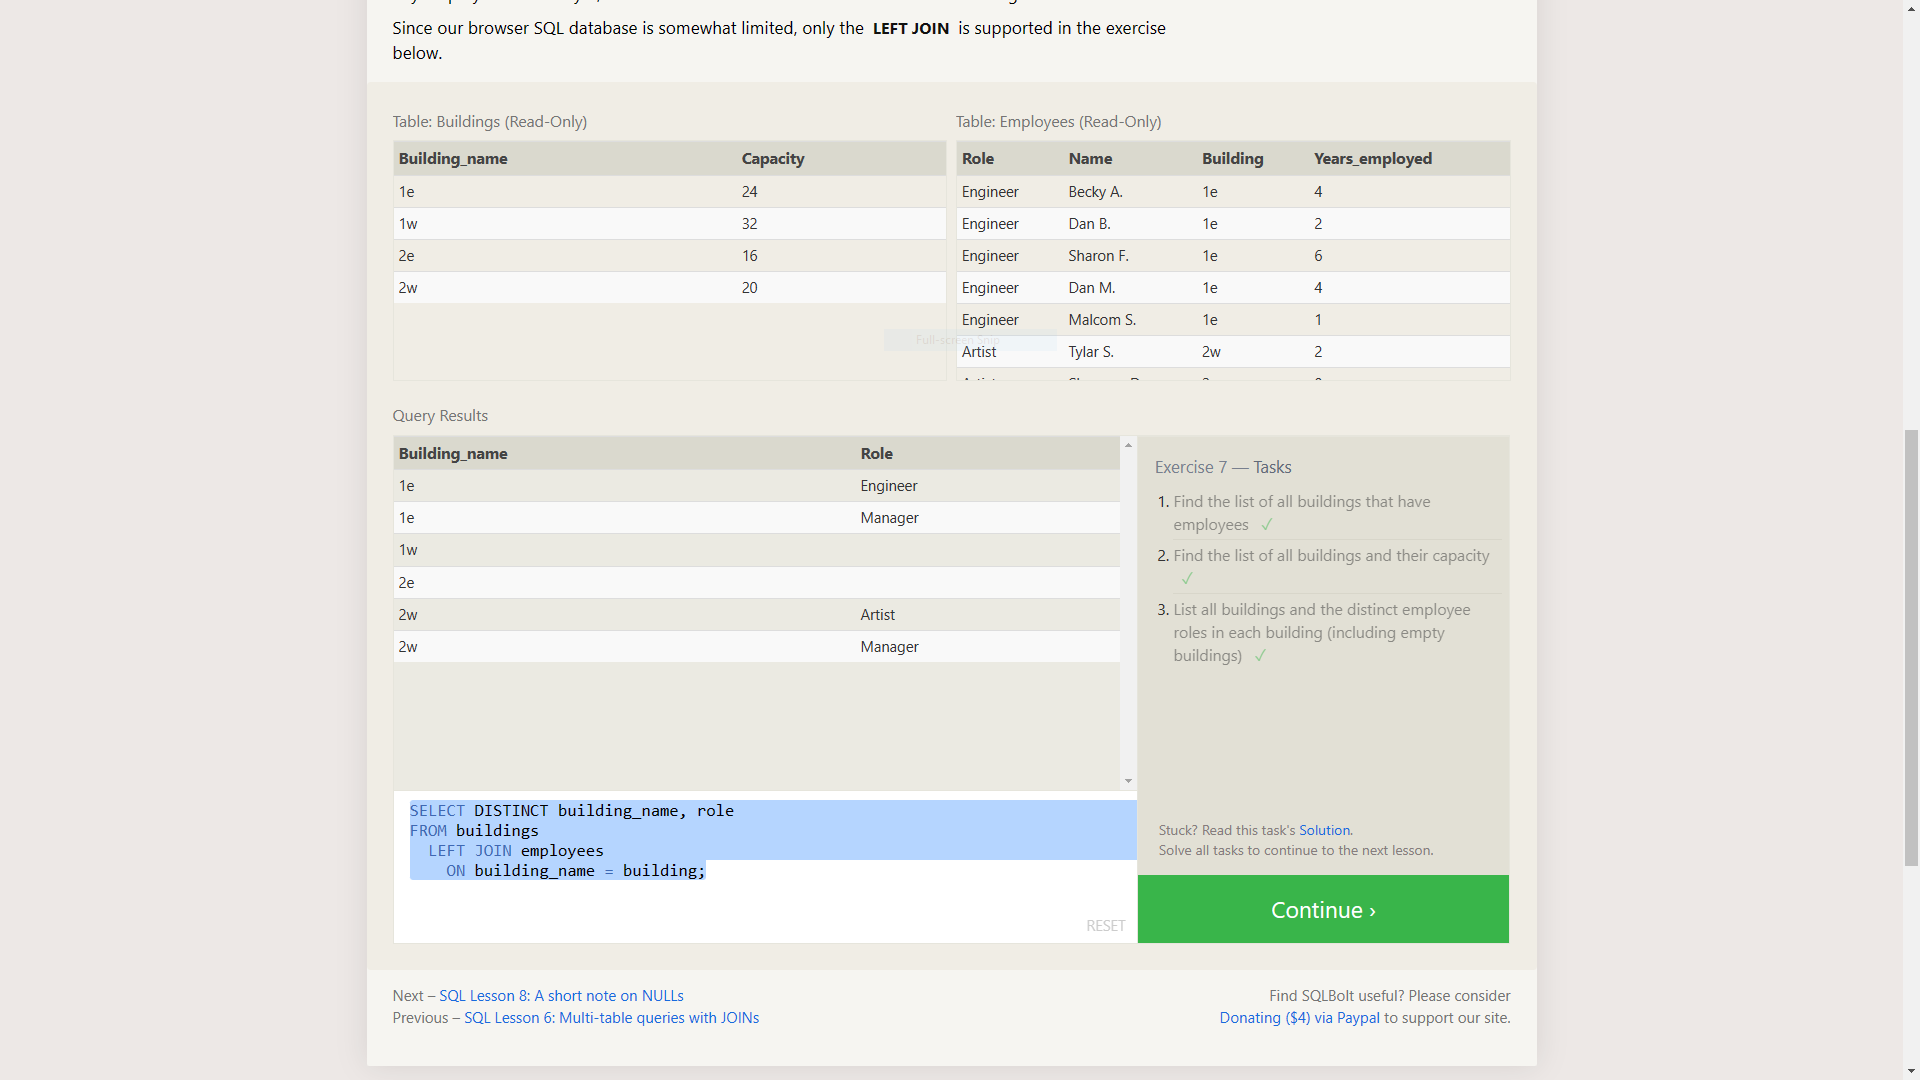 Since our browser SQL database is somewhat limited, only the LEFT JOIN is supported in the exercise
below.
Table: Buildings (Read-Only)
Building_name Capacity
1e 24
1w 32
2e 16
2w 20
Table: Employees (Read-Only)
Role Name Building Years_employed
Engineer Becky A. 1e 4
Engineer Dan B. 1e 2
Engineer Sharon F. 1e 6
Engineer Dan M. 1e 4
Engineer Malcom S. 1e 1
Full-screen Snip
Artist Tylar S. 2w 2
Query Results
Building_name Role
1e Engineer
1e Manager
1w
2e
2w Artist
2w Manager
Exercise 7 — Tasks
1. Find the list of all buildings that have
employees ✓
2. Find the list of all buildings and their capacity
✓
3. List all buildings and the distinct employee
roles in each building (including empty
buildings) ✓
SELECT DISTINCT building_name, role
FROM buildings
LEFT JOIN employees
ON building_name = building;
RESET
Stuck? Read this task's Solution.
Solve all tasks to continue to the next lesson.
Continue ›
Next – SQL Lesson 8: A short note on NULLs
Previous – SQL Lesson 6: Multi-table queries with JOINs
Find SQLBolt useful? Please consider
Donating ($4) via Paypal to support our site.